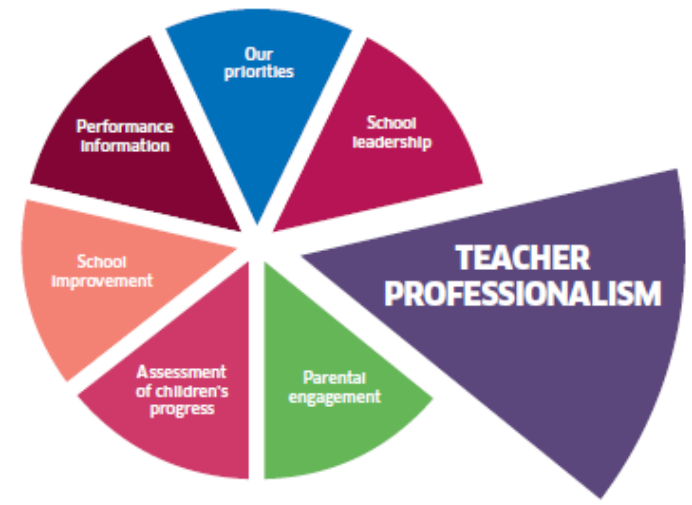 Our
priorities
School
leadership
TEACHER
PROFESSIONALISM
Parental
engagement
Assessment
of children's
progress
School
improvement
Performance
information